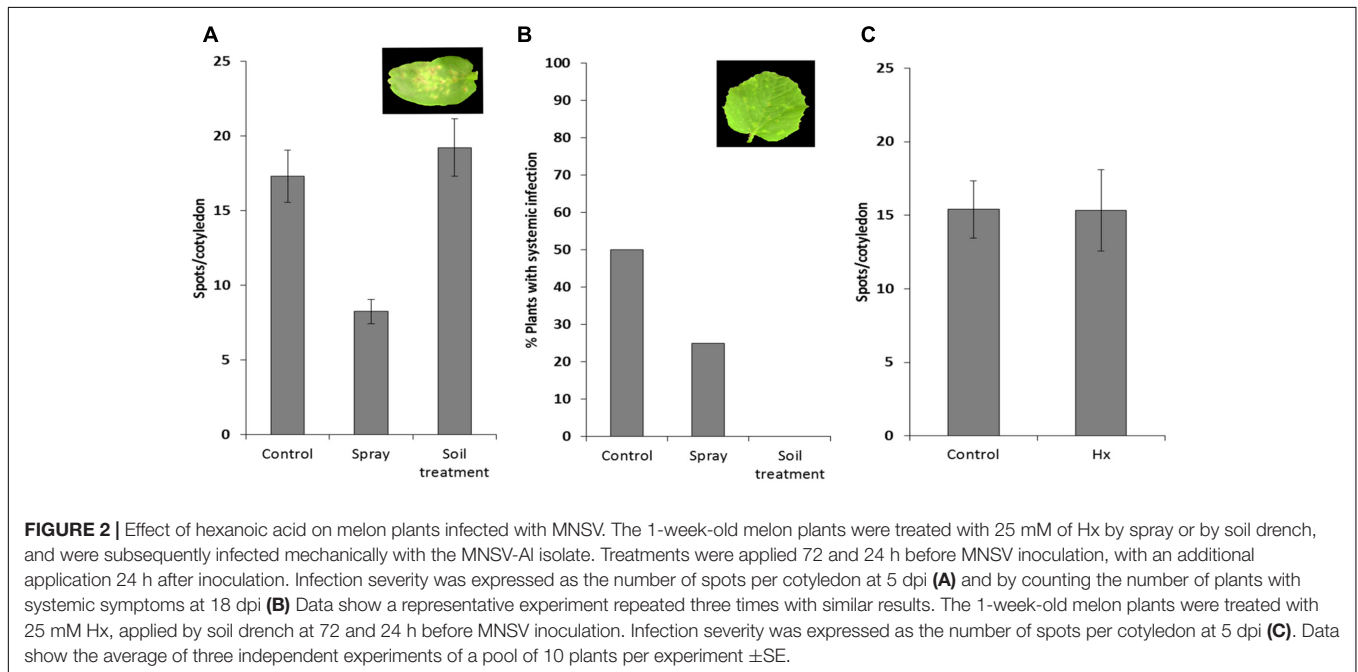 A
25
20
15
10
5
0
Spots/cotyledon
Control
Spray
Soil
treatment
B
100
90
80
70
60
50
40
30
20
10
0
% Plants with systemic infection
Control
Spray
Soil
treatment
C
25
20
15
10
5
0
Spots/cotyledon
Control
Hx
FIGURE 2 | Effect of hexanoic acid on melon plants infected with MNSV. The 1-week-old melon plants were treated with 25 mM of Hx by spray or by soil drench,
and were subsequently infected mechanically with the MNSV-Al isolate. Treatments were applied 72 and 24 h before MNSV inoculation, with an additional
application 24 h after inoculation. Infection severity was expressed as the number of spots per cotyledon at 5 dpi (A) and by counting the number of plants with
systemic symptoms at 18 dpi (B) Data show a representative experiment repeated three times with similar results. The 1-week-old melon plants were treated with
25 mM Hx, applied by soil drench at 72 and 24 h before MNSV inoculation. Infection severity was expressed as the number of spots per cotyledon at 5 dpi (C). Data
show the average of three independent experiments of a pool of 10 plants per experiment ±SE.